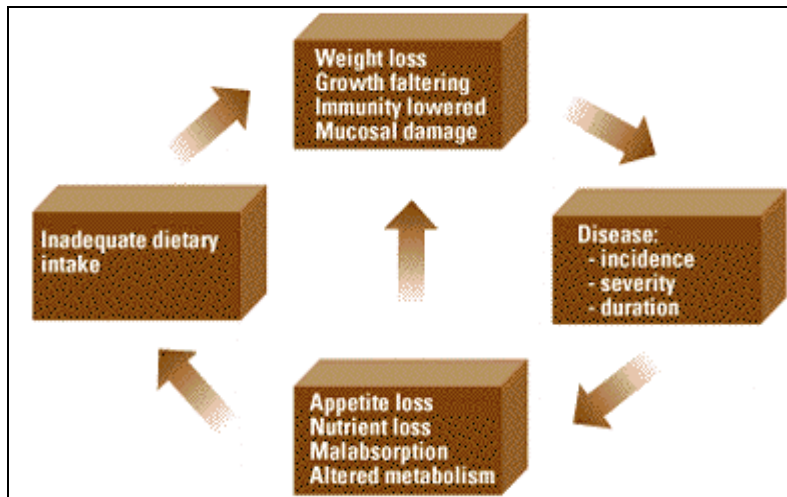 Weight loss
Growth faltering
Immunity lowered
Mucosal damage
Inadequate dietary
intake
Disease:
- incidence
- severity
- duration
Appetite loss
Nutrient loss
Malabsorption
Altered metabolism